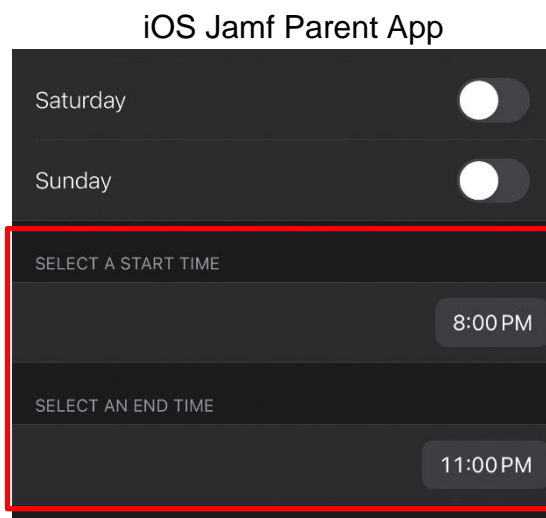 iOS Jamf Parent App
Saturday
Sunday
SELECT A START TIME
8:00 PM
SELECT AN END TIME
11:00 PM